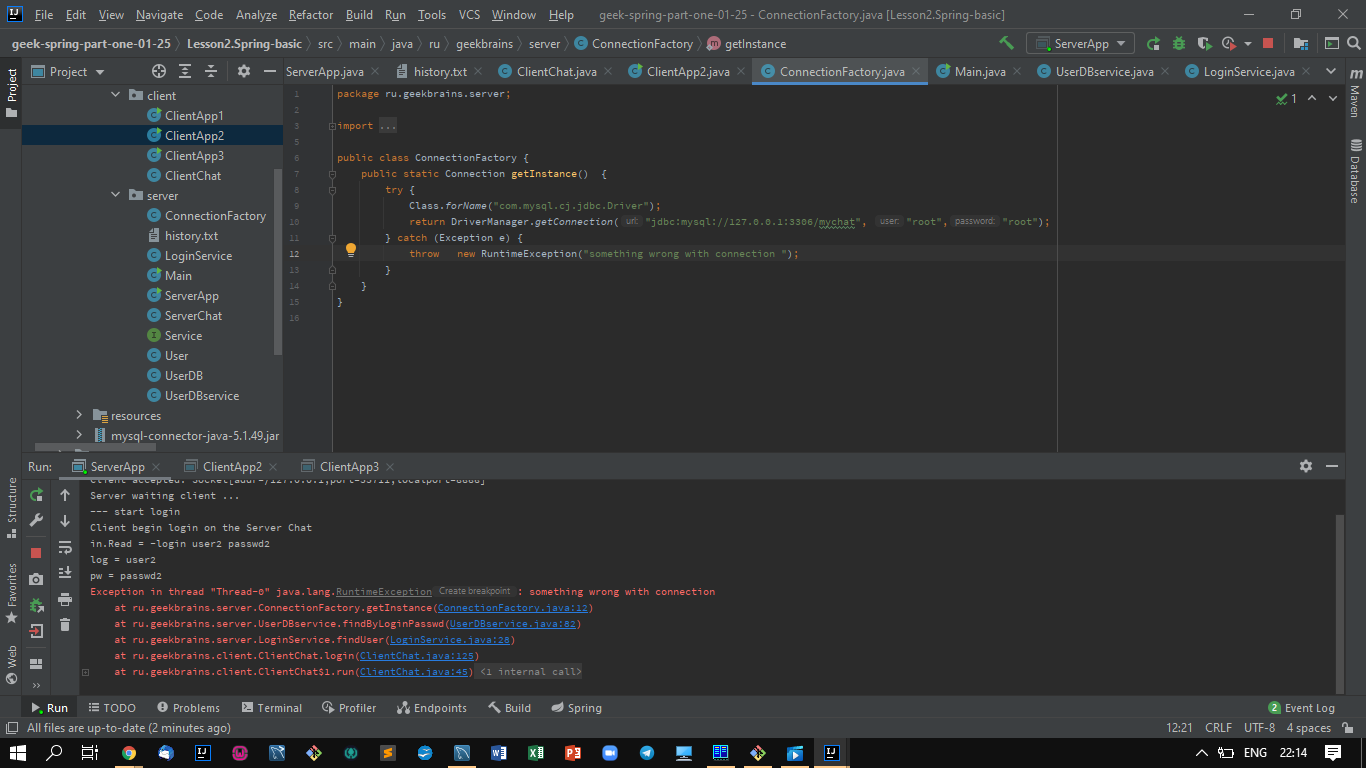 File Edit View Navigate Code Analyze Refactor Build Run Tools VCS Window Help geek-spring-part-one-01-25 - ConnectionFactory.java [Lesson2.Spring-basic]
geek-spring-part-one-01-25 Lesson2.Spring-basic src main java ru geekbrains server ConnectionFactory getInstance ServerApp
Project ServerApp.java history.txt ClientChat.java ClientApp2.java ConnectionFactory.java Main.java UserDBservice.java LoginService.java
Project
Maven
Database
client
ClientApp1
ClientApp2
ClientApp3
ClientChat
server
ConnectionFactory
history.txt
LoginService
Main
ServerApp
ServerChat
Service
User
UserDB
UserDBservice
resources
mysql-connector-java-5.1.49.jar
1 package ru.geekbrains.server;
2
3 import ...
5
6 public class ConnectionFactory {
7 public static Connection getInstance() {
8 try {
9 Class.forName("com.mysql.cj.jdbc.Driver");
10 return DriverManager.getConnection( url: "jdbc:mysql://127.0.0.1:3306/mychat", user: "root", password: "root");
11 } catch (Exception e) {
12 throw new RuntimeException("something wrong with connection ");
13 }
14 }
15 }
16
1
Run: ServerApp ClientApp2 ClientApp3
Structure
Favorites
Web
Client accepted: Socket[addr=/127.0.0.1,port=53711,localport=8888]
Server waiting client ...
--- start login
Client begin login on the Server Chat
in.Read = -login user2 passwd2
log = user2
pw = passwd2
Exception in thread "Thread-0" java.lang.RuntimeException Create breakpoint : something wrong with connection
at ru.geekbrains.server.ConnectionFactory.getInstance(ConnectionFactory.java:12)
at ru.geekbrains.server.UserDBservice.findByLoginPasswd(UserDBservice.java:82)
at ru.geekbrains.server.LoginService.findUser(LoginService.java:28)
at ru.geekbrains.client.ClientChat.login(ClientChat.java:125)
at ru.geekbrains.client.ClientChat$1.run(ClientChat.java:45) <1 internal call>
Run TODO Problems Terminal Profiler Endpoints Build Spring 2 Event Log
All files are up-to-date (2 minutes ago) 12:21 CRLF UTF-8 4 spaces
ENG 22:14